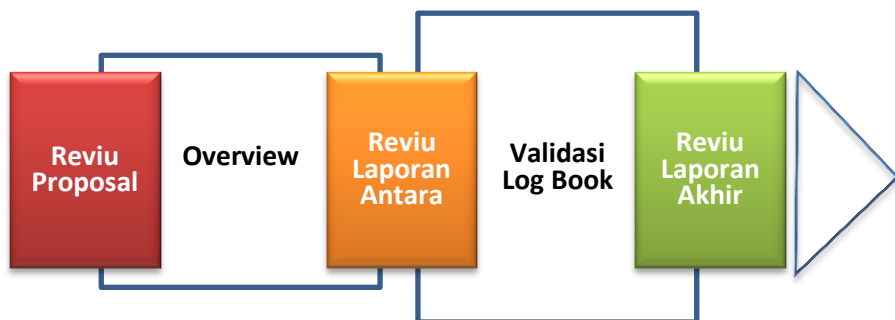 Reviu
Proposal
Overview
Reviu
Laporan
Antara
Validasi
Log Book
Reviu
Laporan
Akhir